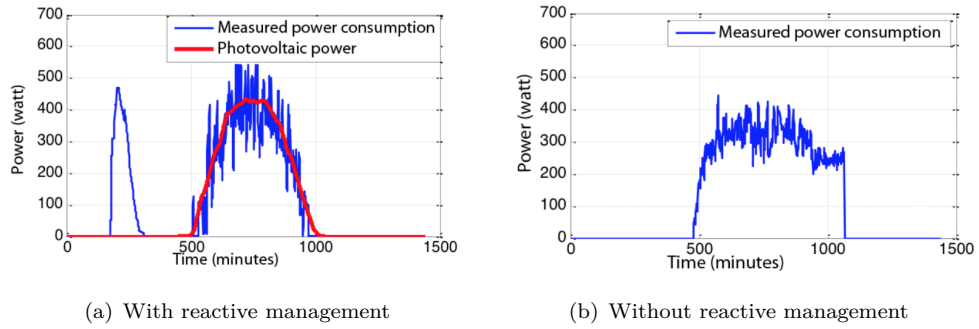 700
600
500
400
300
200
100
0
Power (watt)
Measured power consumption
Photovoltaic power
0 500 1000 1500
Time (minutes)
(a) With reactive management
700
600
500
400
300
200
100
0
Power (watt)
Measured power consumption
0 500 1000 1500
Time (minutes)
(b) Without reactive management